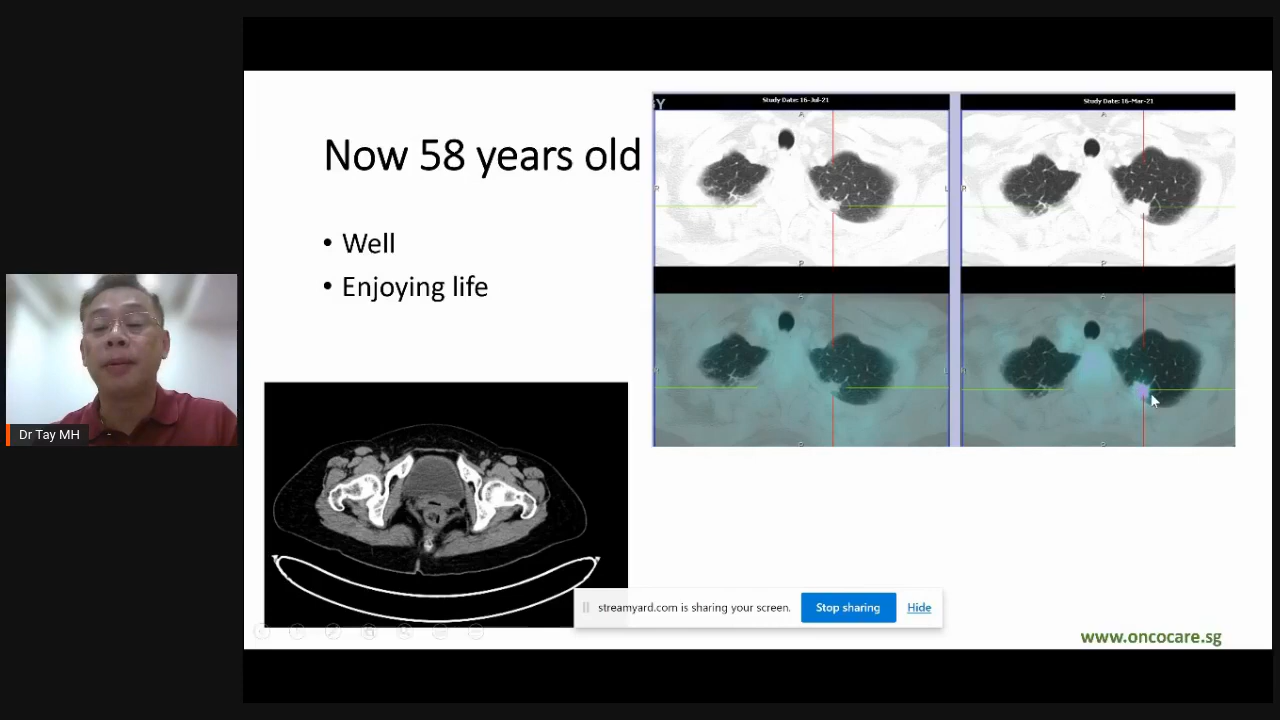 Study Date: 16-Jul-21
Study Date: 16-Mar-21
Y
A
A
Now 58 years old
R
L
R
• Well
P
P
• Enjoying life
Dr Tay MH
streamyard.com is sharing your screen.
Stop sharing
Hide
www.oncocare.sg